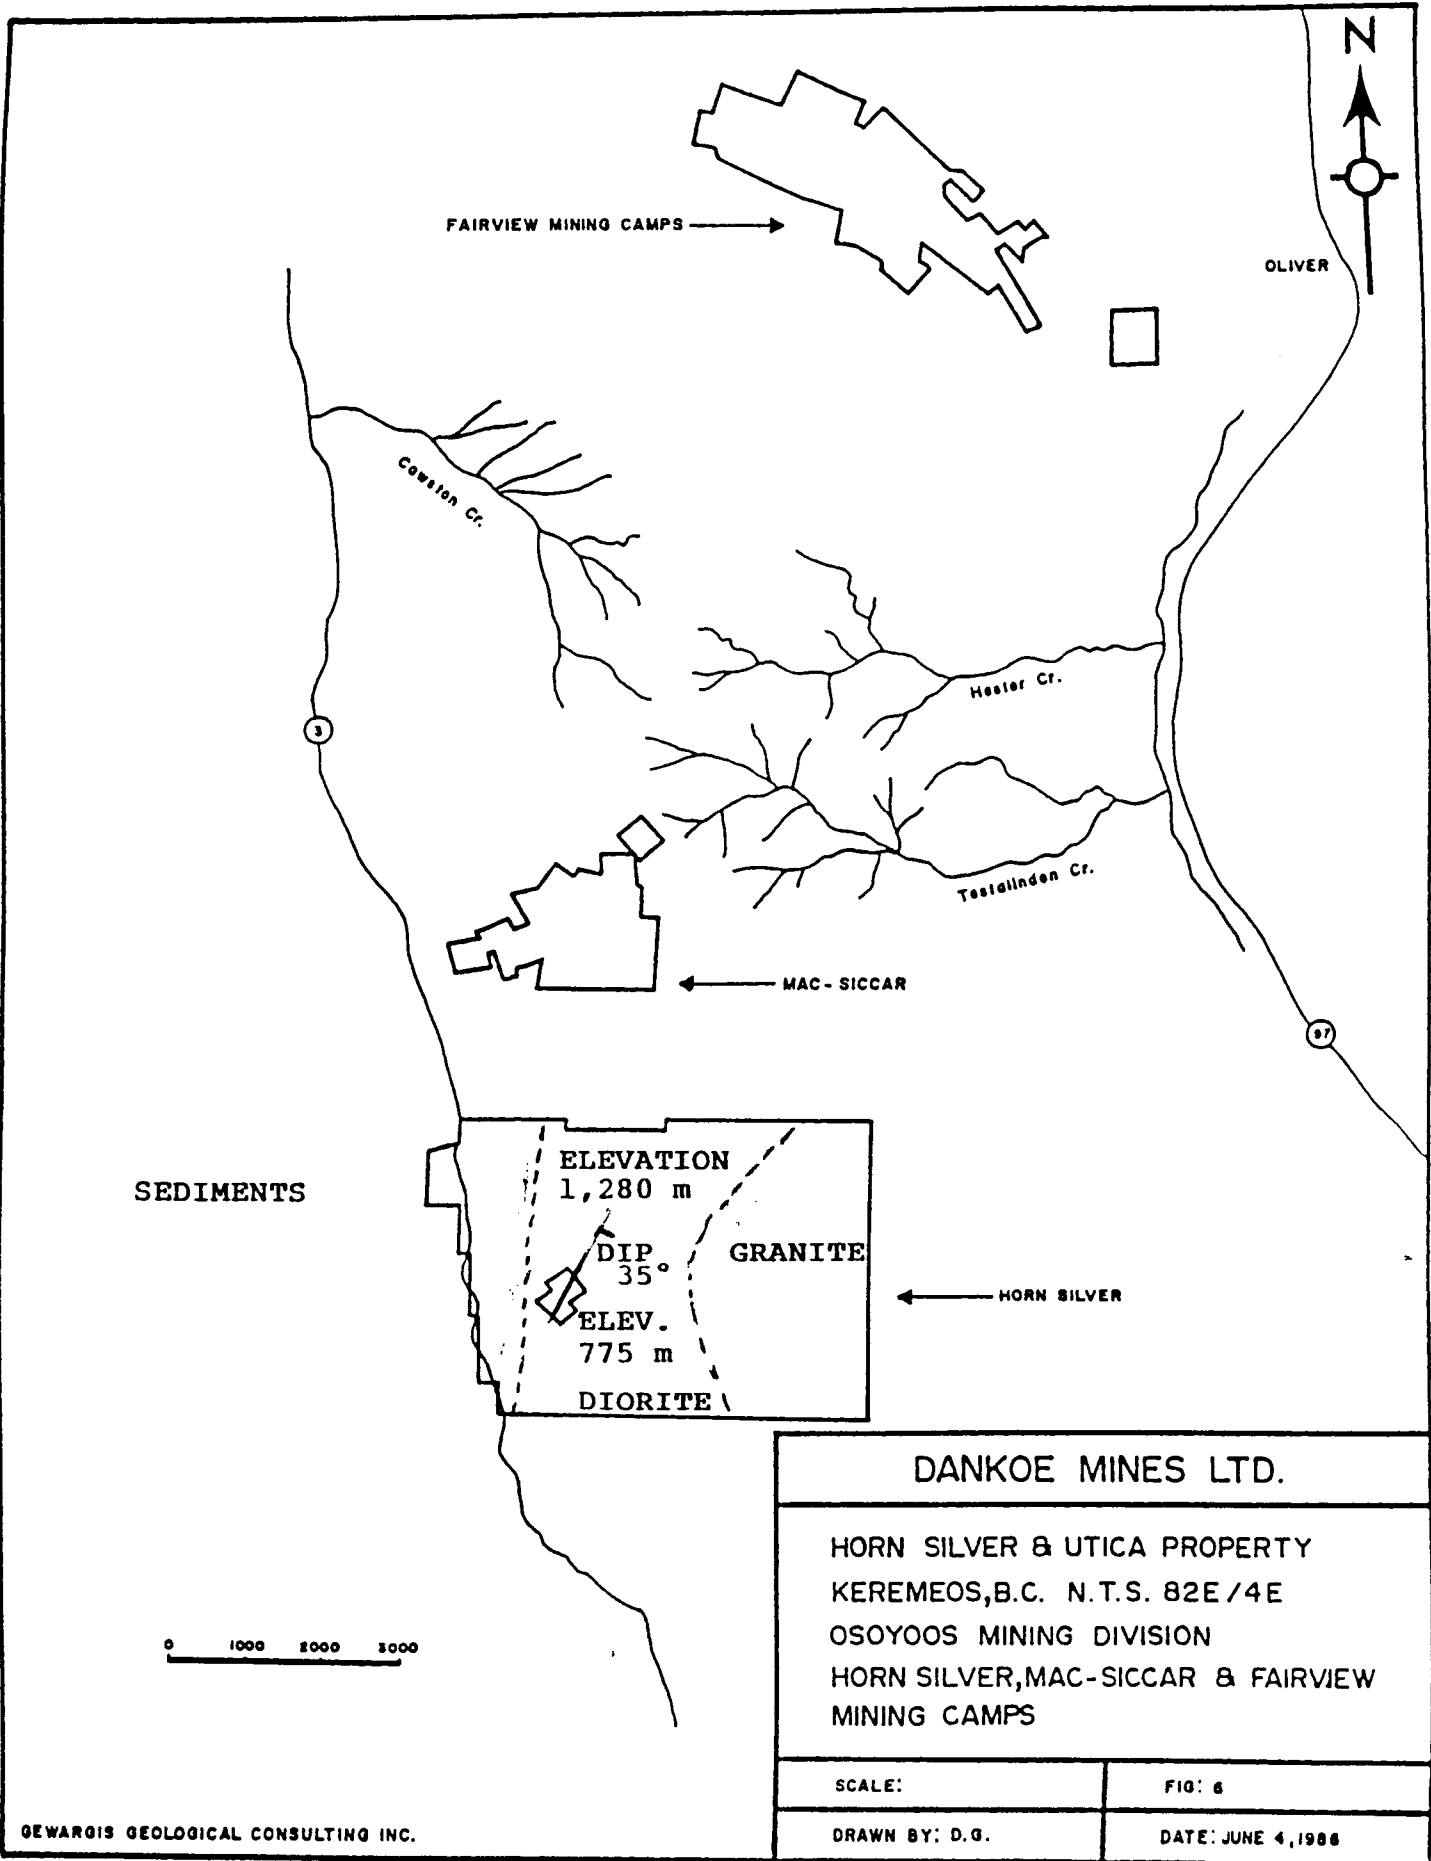 N
FAIRVIEW MINING CAMPS
OLIVER
Cawston Cr.
Hester Cr.
3
Testalinden Cr.
MAC-SICCAR
97
ELEVATION
1,280 m
SEDIMENTS
DIP
35°
GRANITE
HORN SILVER
ELEV.
775 m
DIORITE
DANKOE MINES LTD.
HORN SILVER & UTICA PROPERTY
KEREMEOS, B.C. N.T.S. 82E/4E
OSOYOOS MINING DIVISION
HORN SILVER, MAC-SICCAR & FAIRVIEW
MINING CAMPS
0 1000 2000 3000
SCALE:
FIG: 6
DRAWN BY: D.G.
DATE: JUNE 4, 1986
GEWARGIS GEOLOGICAL CONSULTING INC.